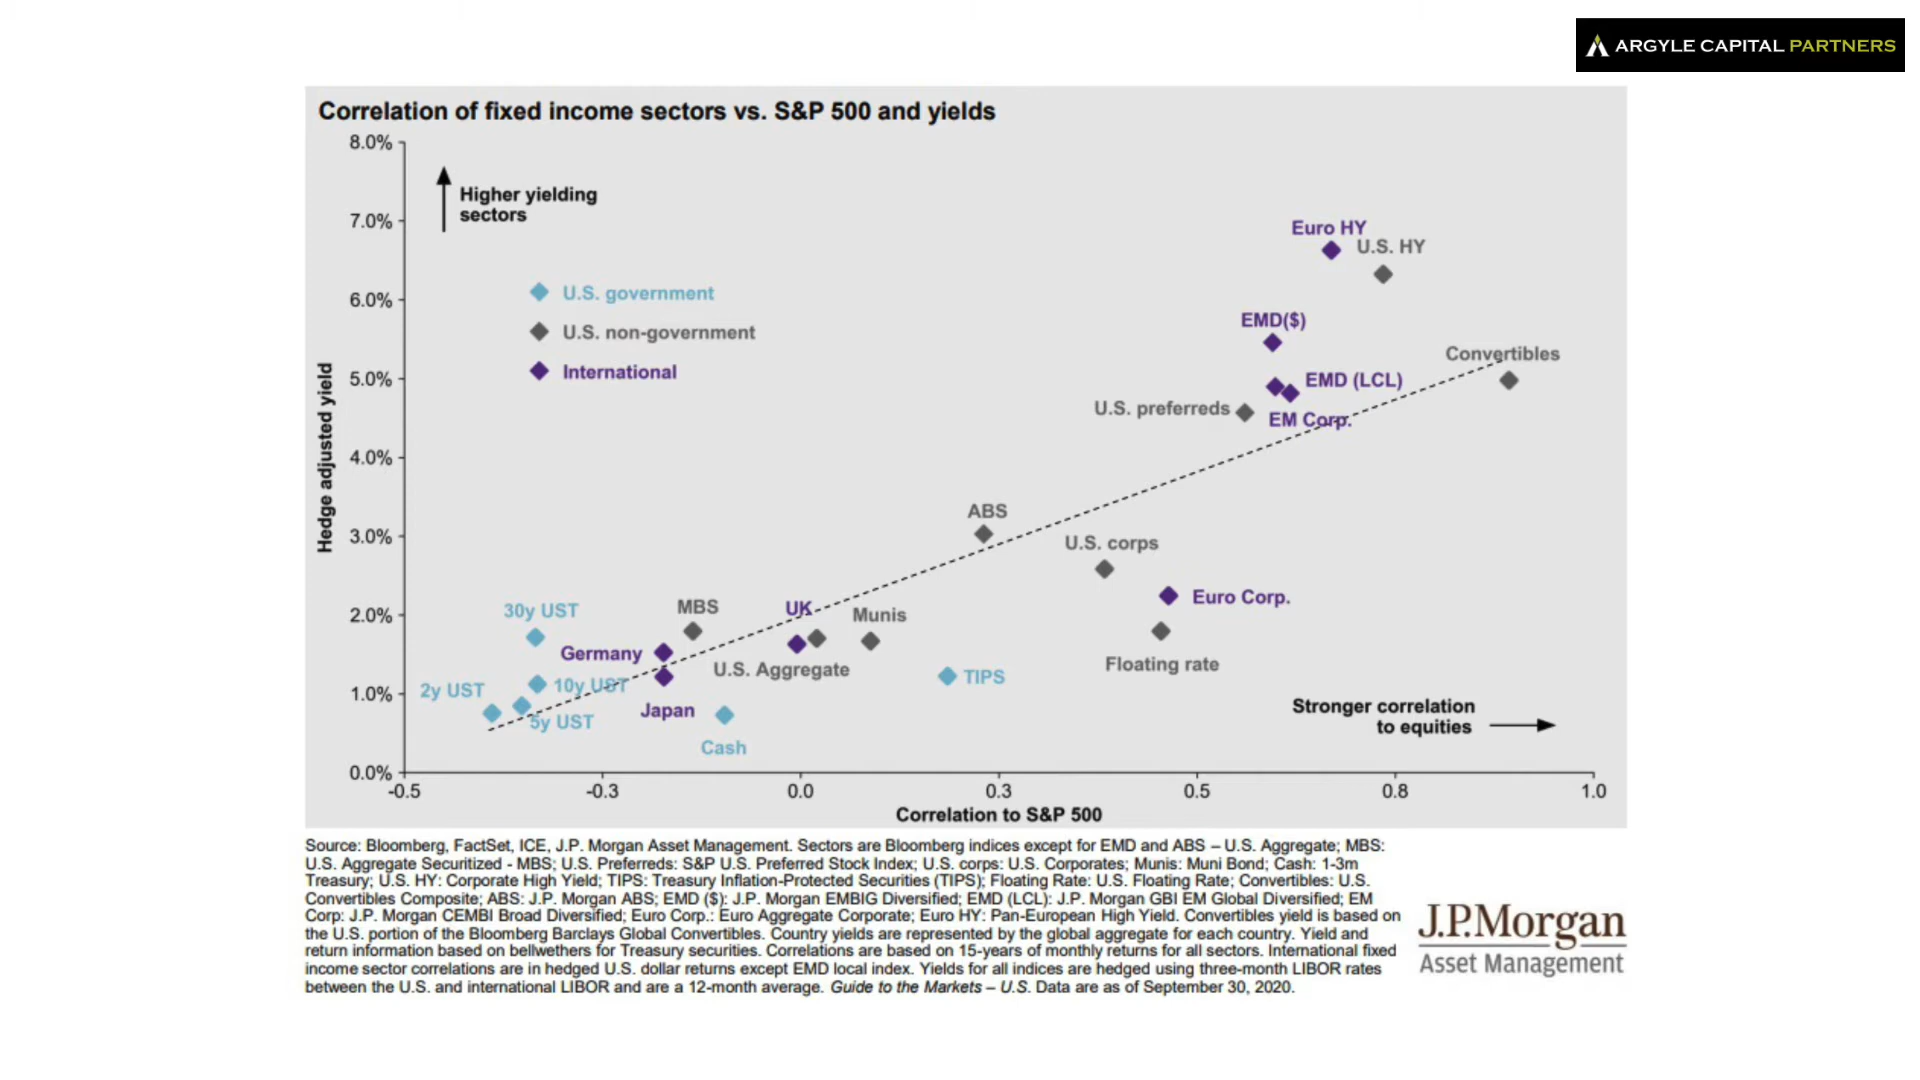 ARGYLE CAPITAL PARTNERS
Correlation of fixed income sectors vs. S&P 500 and yields
8.0%
Higher yielding
sectors
7.0%
Euro HY
U.S. HY
6.0%
U.S. government
EMD($)
U.S. non-government
Convertibles
5.0%
International
EMD (LCL)
U.S. preferreds
EM Corp.
Hedge adjusted yield
4.0%
ABS
3.0%
U.S. corps
2.0%
30y UST
MBS
UK
Munis
Euro Corp.
Germany
U.S. Aggregate
Floating rate
TIPS
1.0%
2y UST
10y UST
5y UST
Japan
Cash
Stronger correlation
to equities
0.0%
-0.5
-0.3
0.0
0.3
0.5
0.8
1.0
Correlation to S&P 500
Source: Bloomberg, FactSet, ICE, J.P. Morgan Asset Management. Sectors are Bloomberg indices except for EMD and ABS – U.S. Aggregate; MBS:
U.S. Aggregate Securitized - MBS; U.S. Preferreds: S&P U.S. Preferred Stock Index; U.S. corps: U.S. Corporates; Munis: Muni Bond; Cash: 1-3m
Treasury; U.S. HY: Corporate High Yield; TIPS: Treasury Inflation-Protected Securities (TIPS); Floating Rate: U.S. Floating Rate; Convertibles: U.S.
Convertibles Composite; ABS: J.P. Morgan ABS; EMD ($): J.P. Morgan EMBIG Diversified; EMD (LCL): J.P. Morgan GBI EM Global Diversified; EM
Corp: J.P. Morgan CEMBI Broad Diversified; Euro Corp.: Euro Aggregate Corporate; Euro HY: Pan-European High Yield. Convertibles yield is based on
the U.S. portion of the Bloomberg Barclays Global Convertibles. Country yields are represented by the global aggregate for each country. Yield and
return information based on bellwethers for Treasury securities. Correlations are based on 15-years of monthly returns for all sectors. International fixed
income sector correlations are in hedged U.S. dollar returns except EMD local index. Yields for all indices are hedged using three-month LIBOR rates
between the U.S. and international LIBOR and are a 12-month average. Guide to the Markets – U.S. Data are as of September 30, 2020.
J.P.Morgan
Asset Management